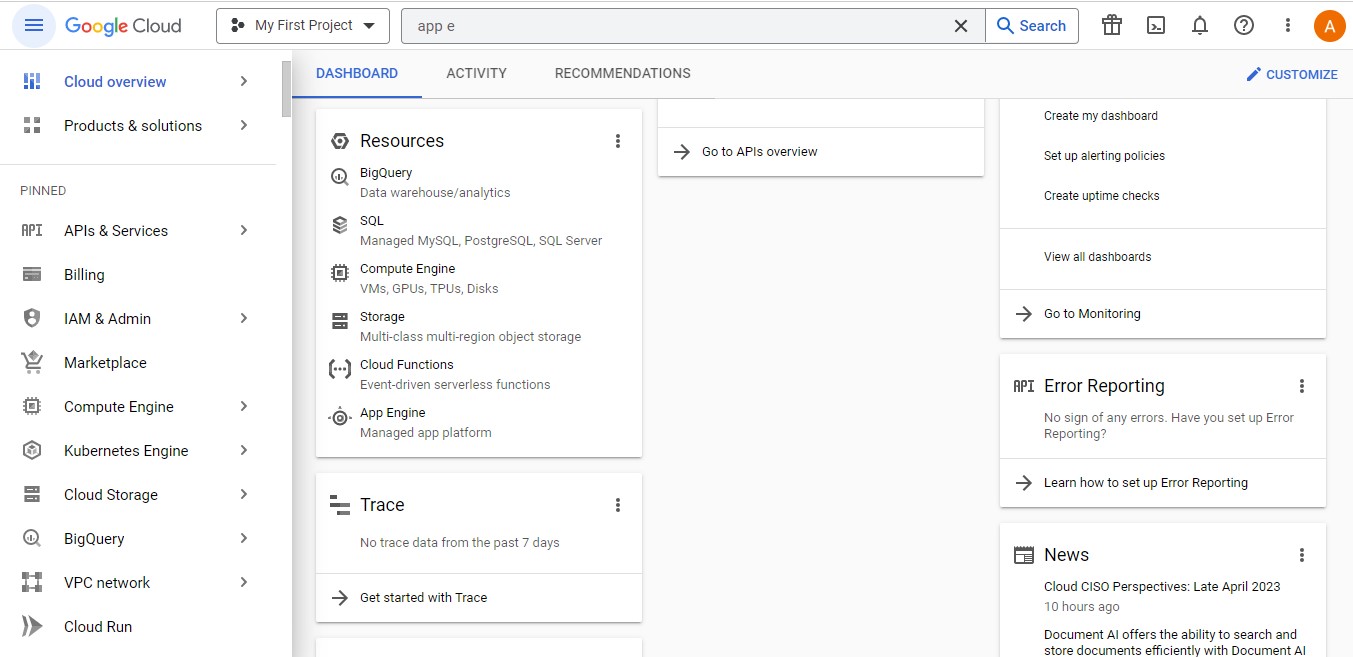 Google Cloud
My First Project
app e
Search
A
Cloud overview
Products & solutions
PINNED
API APIs & Services
Billing
IAM & Admin
Marketplace
Compute Engine
Kubernetes Engine
Cloud Storage
BigQuery
VPC network
Cloud Run
DASHBOARD
ACTIVITY
RECOMMENDATIONS
CUSTOMIZE
Resources
BigQuery
Data warehouse/analytics
SQL
Managed MySQL, PostgreSQL, SQL Server
Compute Engine
VMs, GPUs, TPUs, Disks
Storage
Multi-class multi-region object storage
Cloud Functions
Event-driven serverless functions
App Engine
Managed app platform
Trace
No trace data from the past 7 days
Get started with Trace
Go to APIs overview
Create my dashboard
Set up alerting policies
Create uptime checks
View all dashboards
Go to Monitoring
API Error Reporting
No sign of any errors. Have you set up Error
Reporting?
Learn how to set up Error Reporting
News
Cloud CISO Perspectives: Late April 2023
10 hours ago
Document AI offers the ability to search and
store documents efficiently with Document AI